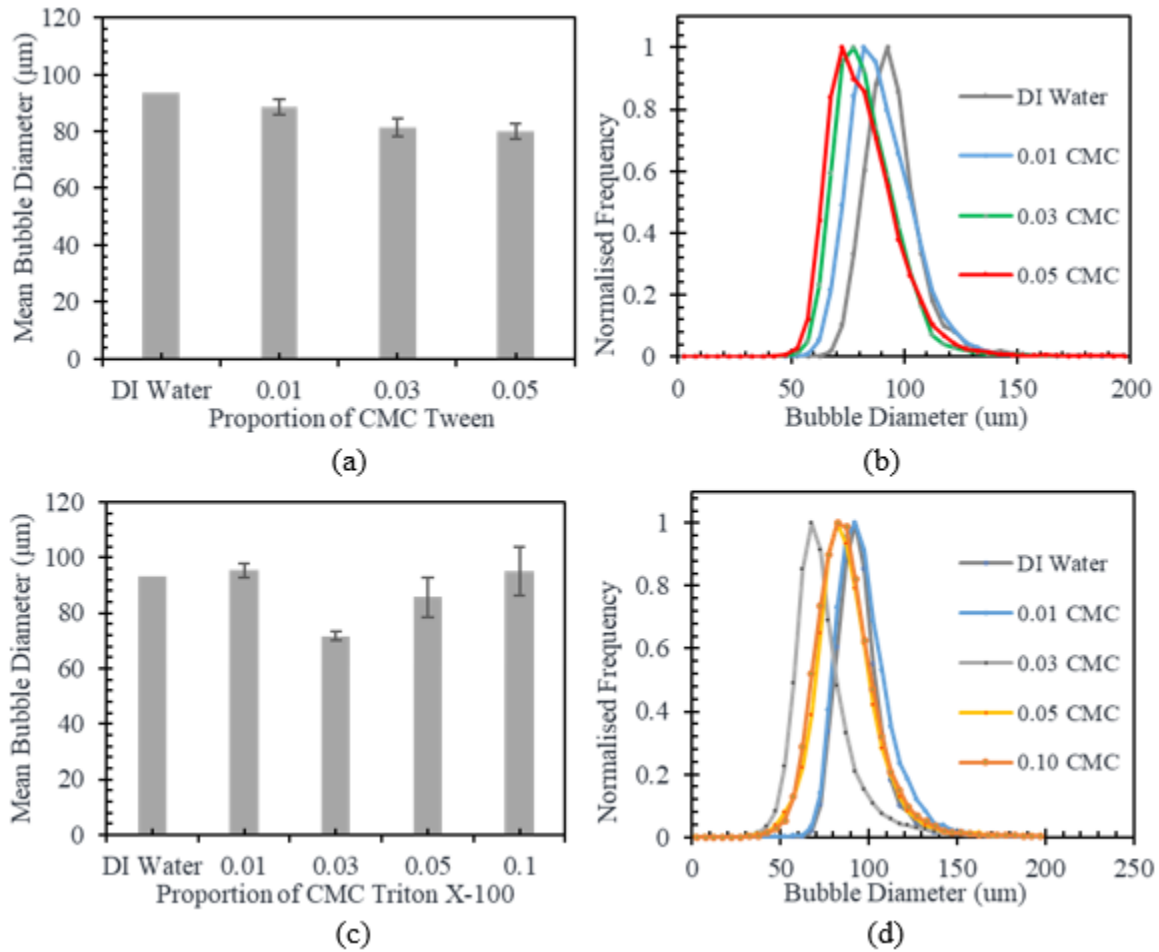 120
100
80
60
40
20
0
Mean Bubble Diameter (μm)
DI Water 0.01 0.03 0.05
Proportion of CMC Tween
(a)
1
0.8
0.6
0.4
0.2
0
Normalised Frequency
DI Water
0.01 CMC
0.03 CMC
0.05 CMC
0 50 100 150 200
Bubble Diameter (um)
(b)
120
100
80
60
40
20
0
Mean Bubble Diameter (μm)
DI Water 0.01 0.03 0.05 0.1
Proportion of CMC Triton X-100
(c)
1
0.8
0.6
0.4
0.2
0
Normalised Frequency
DI Water
0.01 CMC
0.03 CMC
0.05 CMC
0.10 CMC
0 50 100 150 200 250
Bubble Diameter (um)
(d)